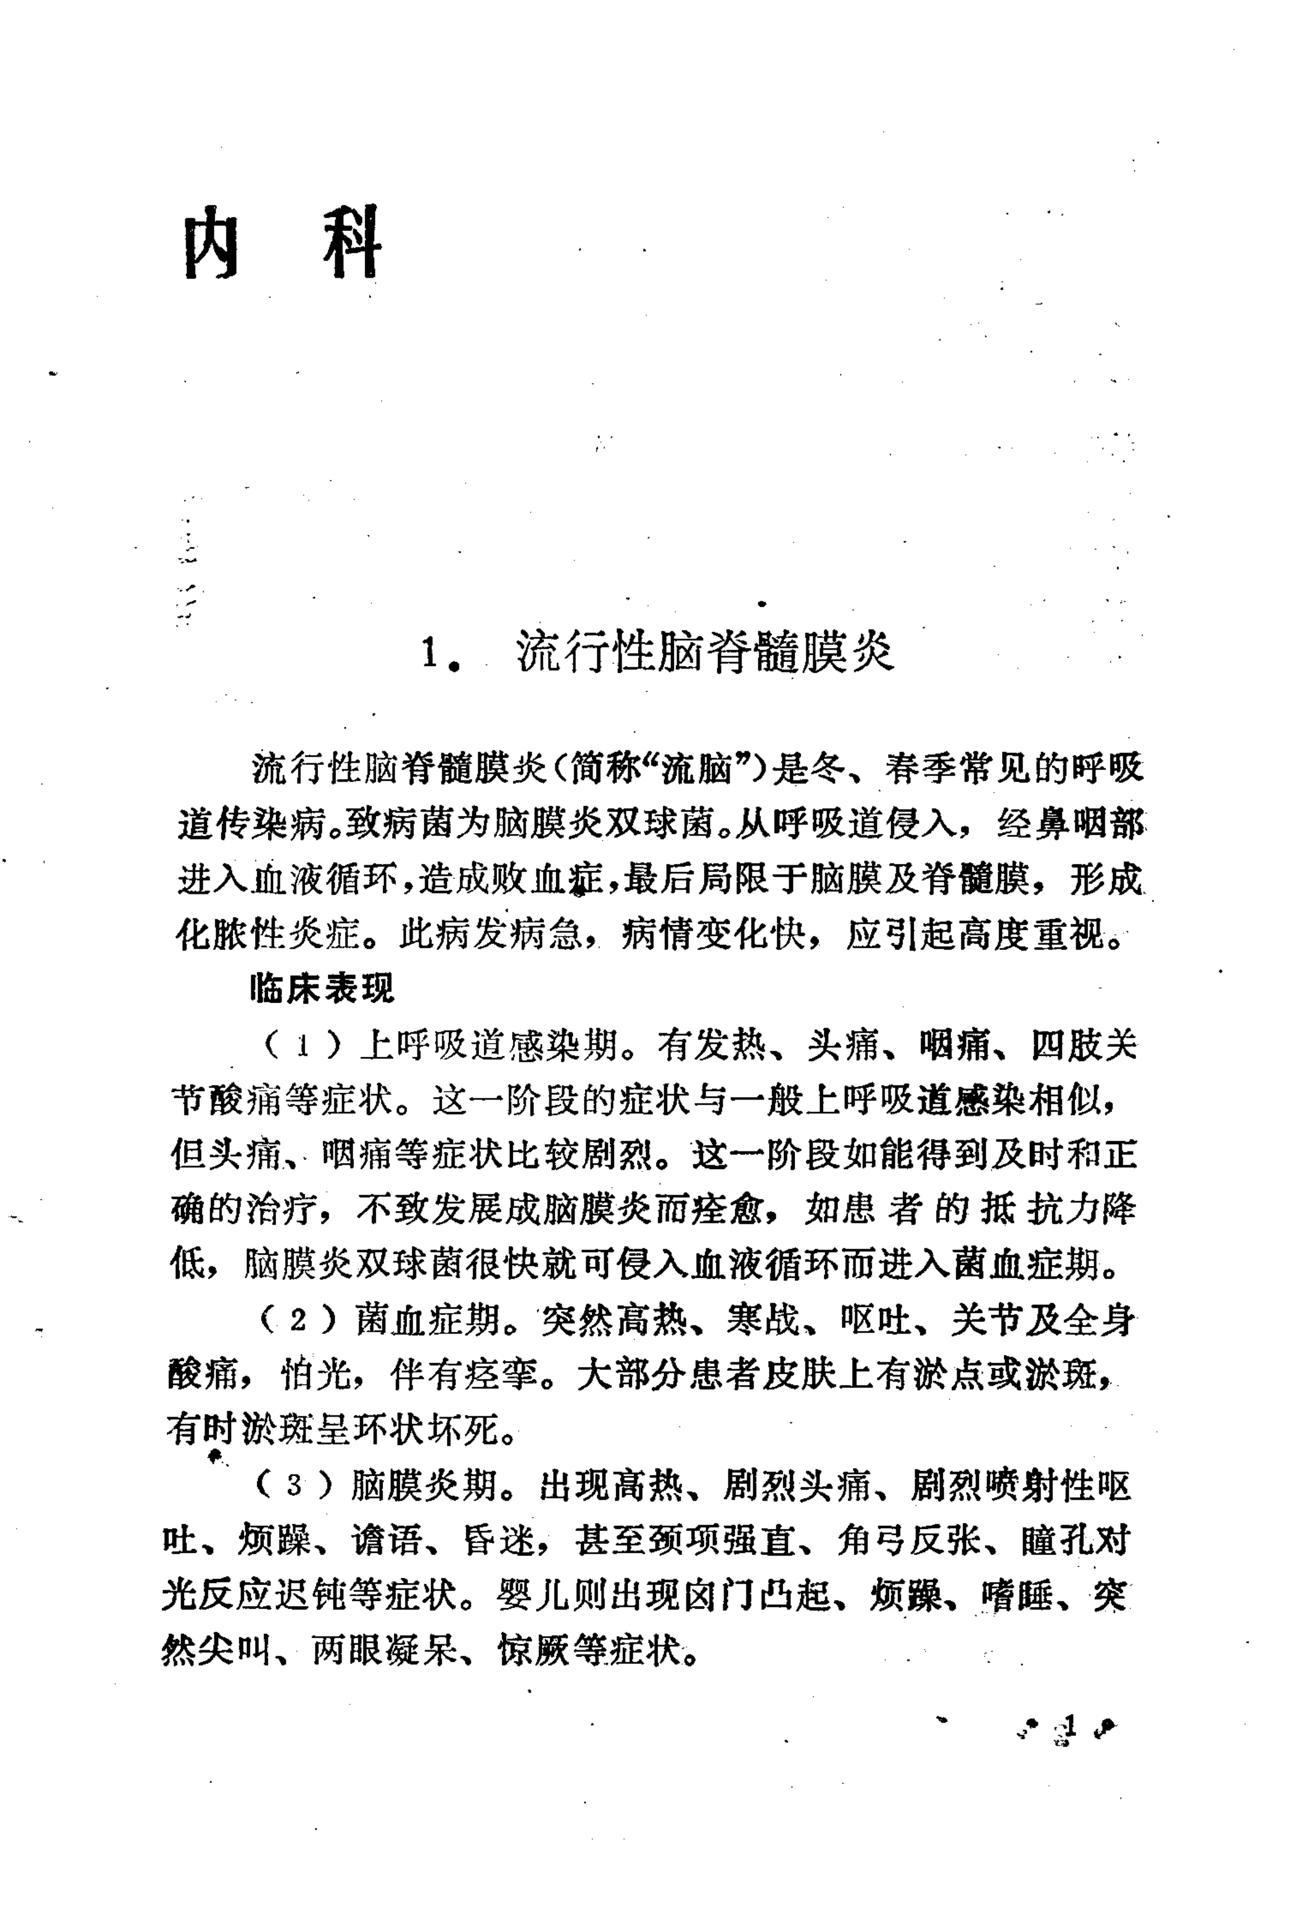 内 科
1. 流行性脑脊髓膜炎
流行性脑脊髓膜炎(简称“流脑”)是冬、春季常见的呼吸
道传染病。致病菌为脑膜炎双球菌。从呼吸道侵入，经鼻咽部
进入血液循环，造成败血症，最后局限于脑膜及脊髓膜，形成
化脓性炎症。此病发病急，病情变化快，应引起高度重视。
临床表现
（1）上呼吸道感染期。有发热、头痛、咽痛、四肢关
节酸痛等症状。这一阶段的症状与一般上呼吸道感染相似，
但头痛、咽痛等症状比较剧烈。这一阶段如能得到及时和正
确的治疗，不致发展成脑膜炎而痊愈，如患者的抵抗力降
低，脑膜炎双球菌很快就可侵入血液循环而进入菌血症期。
（2）菌血症期。突然高热、寒战、呕吐、关节及全身
酸痛，怕光，伴有痉挛。大部分患者皮肤上有淤点或淤斑，
有时淤斑呈环状坏死。
（3）脑膜炎期。出现高热、剧烈头痛、剧烈喷射性呕
吐、烦躁、谵语、昏迷，甚至颈项强直、角弓反张、瞳孔对
光反应迟钝等症状。婴儿则出现囟门凸起、烦躁、嗜睡、突
然尖叫、两眼凝呆、惊厥等症状。
1